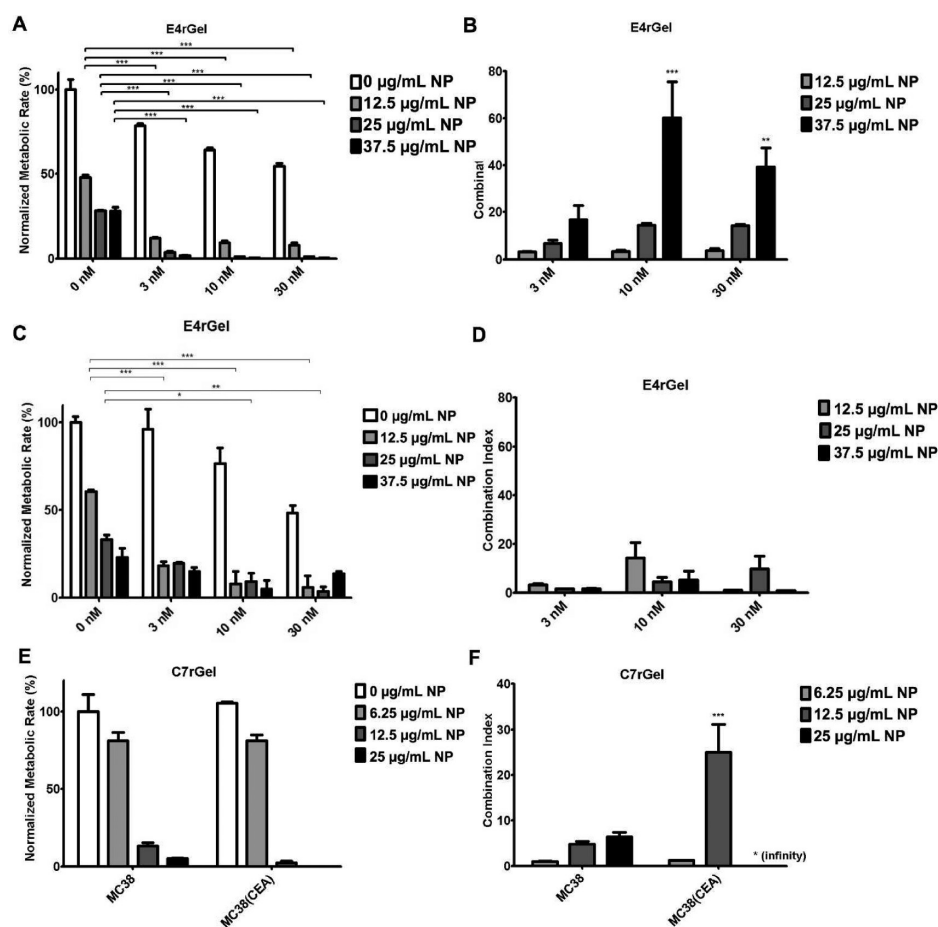 A
E4rGel
Normalized Metabolic Rate (%)
100
50
0
0 nM
3 nM
10 nM
30 nM
***
***
***
***
***
***
***
***
***
0 µg/mL NP
12.5 µg/mL NP
25 µg/mL NP
37.5 µg/mL NP
B
E4rGel
Combinat
80
60
40
20
0
3 nM
10 nM
30 nM
***
**
12.5 µg/mL NP
25 µg/mL NP
37.5 µg/mL NP
C
E4rGel
Normalized Metabolic Rate (%)
100
50
0
0 nM
3 nM
10 nM
30 nM
***
***
***
**
*
0 µg/mL NP
12.5 µg/mL NP
25 µg/mL NP
37.5 µg/mL NP
D
E4rGel
Combination Index
80
60
40
20
0
3 nM
10 nM
30 nM
12.5 µg/mL NP
25 µg/mL NP
37.5 µg/mL NP
E
C7rGel
Normalized Metabolic Rate (%)
100
50
0
MC38
MC38(CEA)
0 µg/mL NP
6.25 µg/mL NP
12.5 µg/mL NP
25 µg/mL NP
F
C7rGel
Combination Index
40
30
20
10
0
MC38
MC38(CEA)
***
* (infinity)
6.25 µg/mL NP
12.5 µg/mL NP
25 µg/mL NP